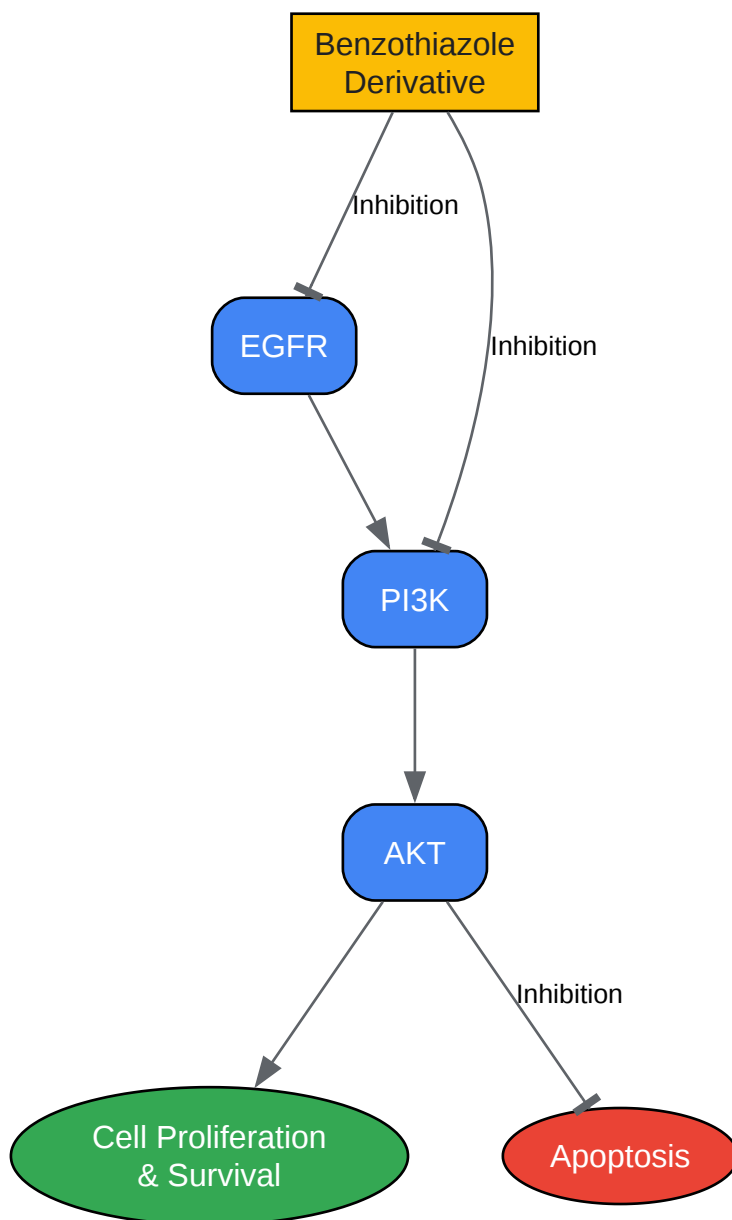 Benzothiazole
Derivative
Inhibition
EGFR
Inhibition
PI3K
AKT
Inhibition
Cell Proliferation
& Survival
Apoptosis